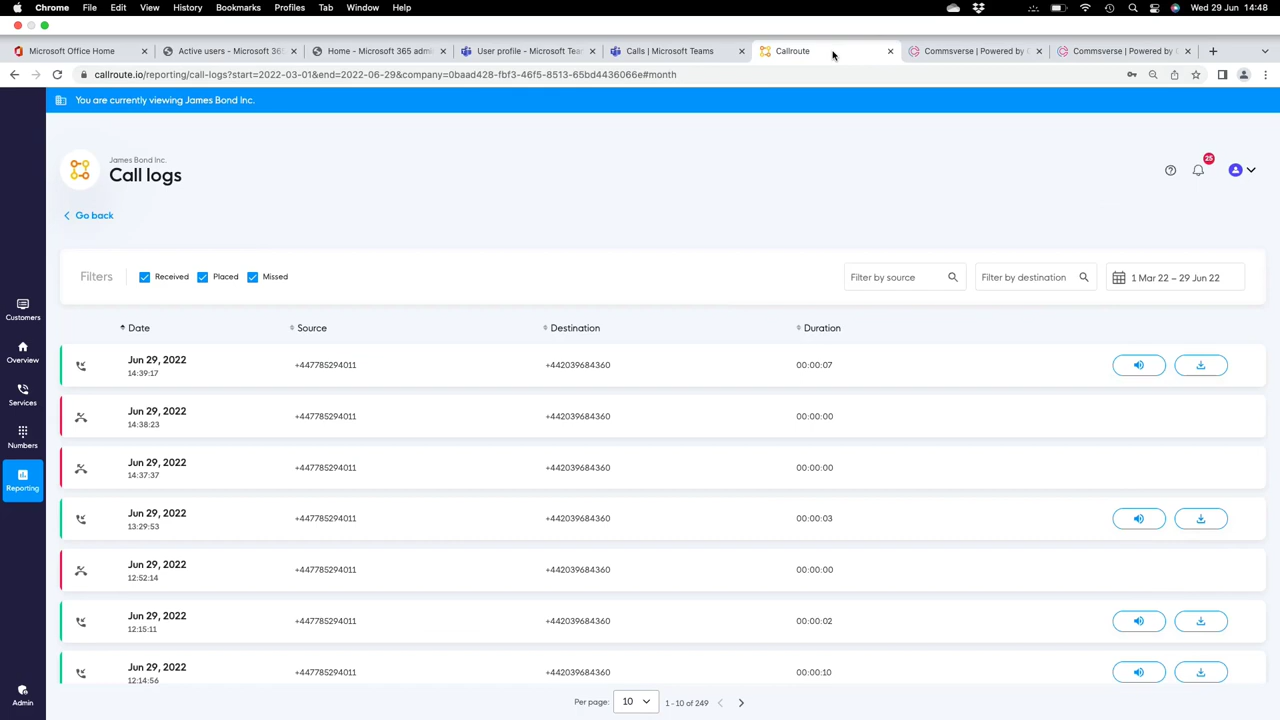 Chrome File Edit View History Bookmarks Profiles Tab Window Help Wed 29 Jun 14:48
Microsoft Office Home Active users - Microsoft 365 Home - Microsoft 365 admi User profile - Microsoft Tea Calls | Microsoft Teams Callroute Commsverse | Powered by C Commsverse | Powered by C
callroute.io/reporting/call-logs?start=2022-03-01&end=2022-06-29&company=0baad428-fbf3-46f5-8513-65bd4436066e#month
You are currently viewing James Bond Inc.
James Bond Inc.
Call logs
25
Go back
Filters Received Placed Missed Filter by source Filter by destination 1 Mar 22 – 29 Jun 22
Customers
Overview
Services
Numbers
Reporting
Admin
Date Source Destination Duration
Jun 29, 2022
14:39:17 +447785294011 +442039684360 00:00:07
Jun 29, 2022
14:38:23 +447785294011 +442039684360 00:00:00
Jun 29, 2022
14:37:37 +447785294011 +442039684360 00:00:00
Jun 29, 2022
13:29:53 +447785294011 +442039684360 00:00:03
Jun 29, 2022
12:52:14 +447785294011 +442039684360 00:00:00
Jun 29, 2022
12:15:11 +447785294011 +442039684360 00:00:02
Jun 29, 2022
12:14:56 +447785294011 +442039684360 00:00:10
Per page: 10 1 - 10 of 249